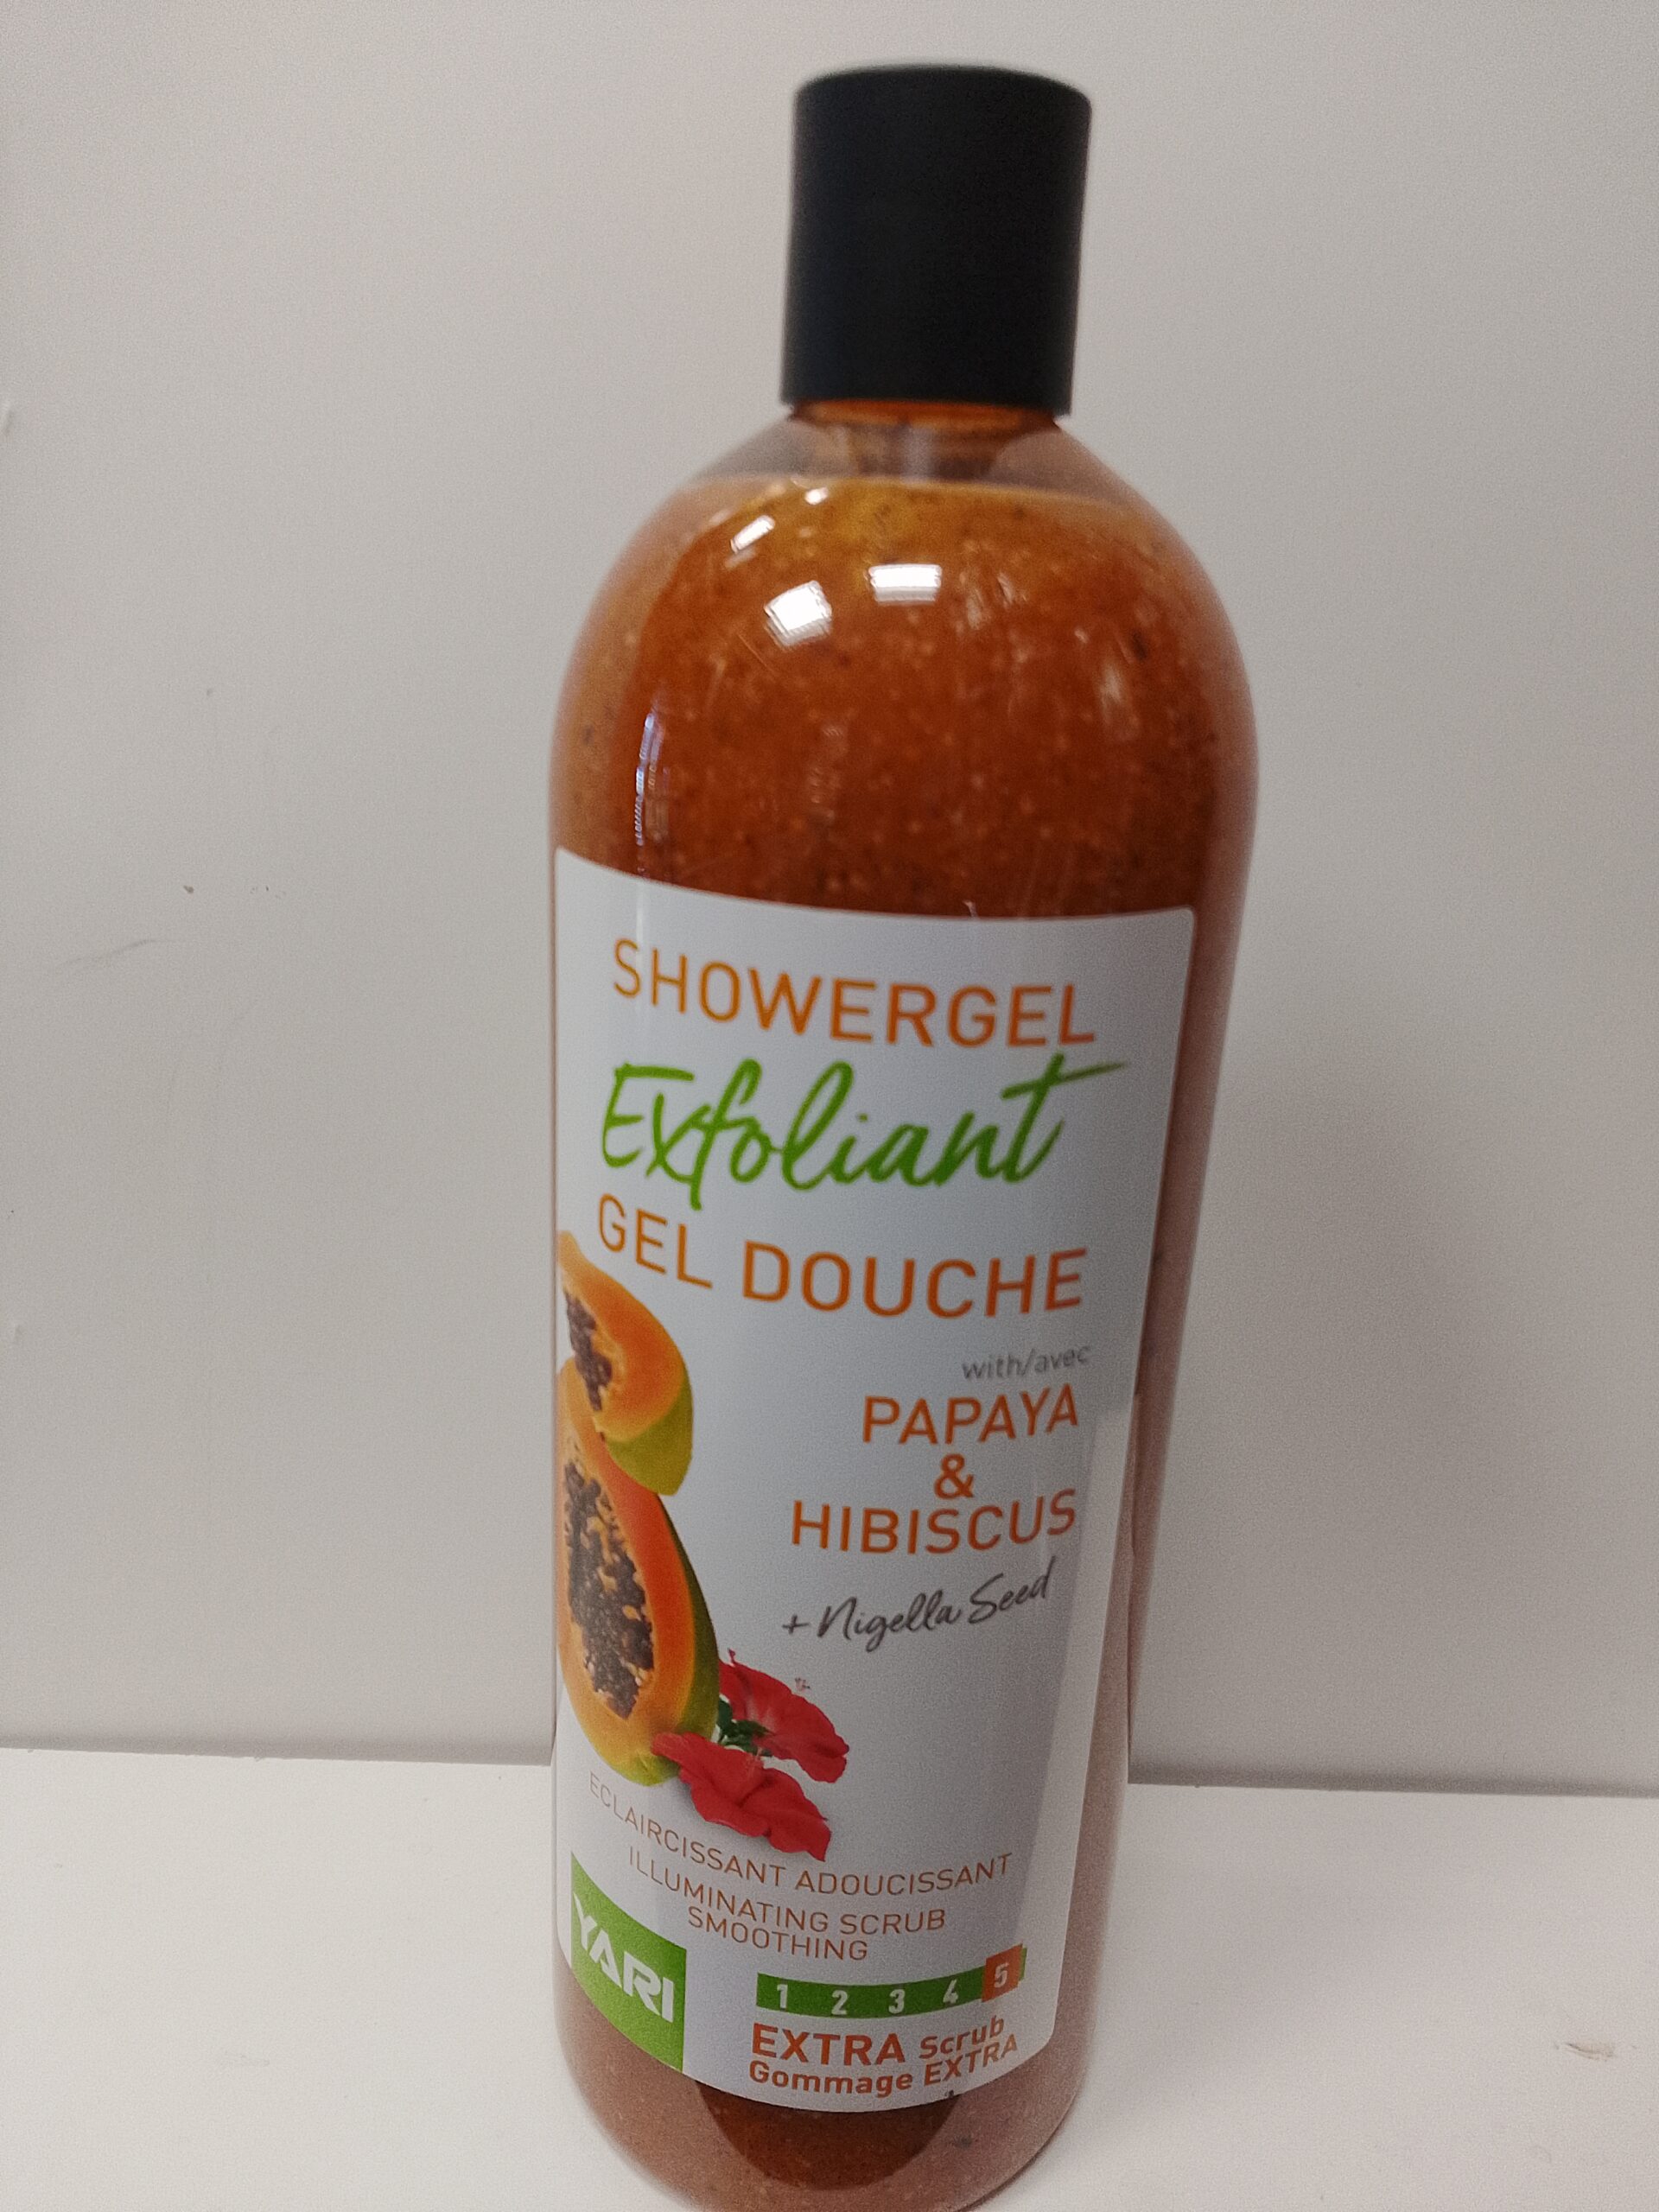 SHOWERGEL
Exfoliant
GEL DOUCHE
with/avec
PAPAYA
&
HIBISCUS
+ Nigella Seed
ECLAIRCISSANT ADOUCISSANT
ILLUMINATING SCRUB
SMOOTHING
YARI
1 2 3 4 5
EXTRA Scrub
Gommage EXTRA